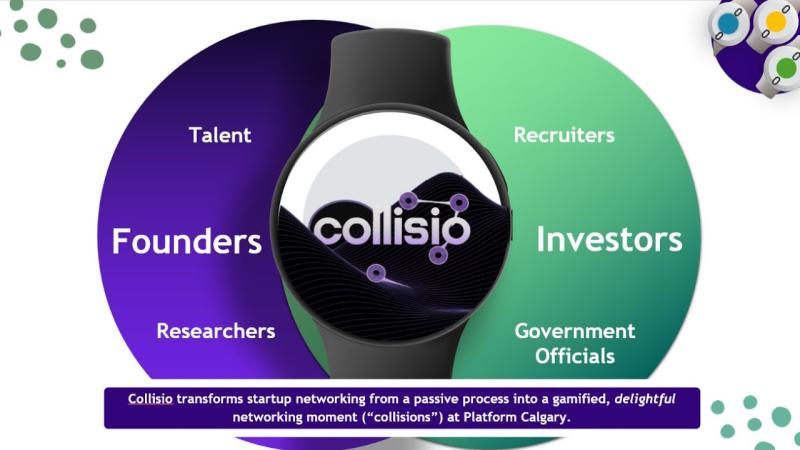 Talent
Recruiters
Founders
collisio
Investors
Researchers
Government
Officials
Collisio transforms startup networking from a passive process into a gamified, delightful
networking moment (“collisions”) at Platform Calgary.